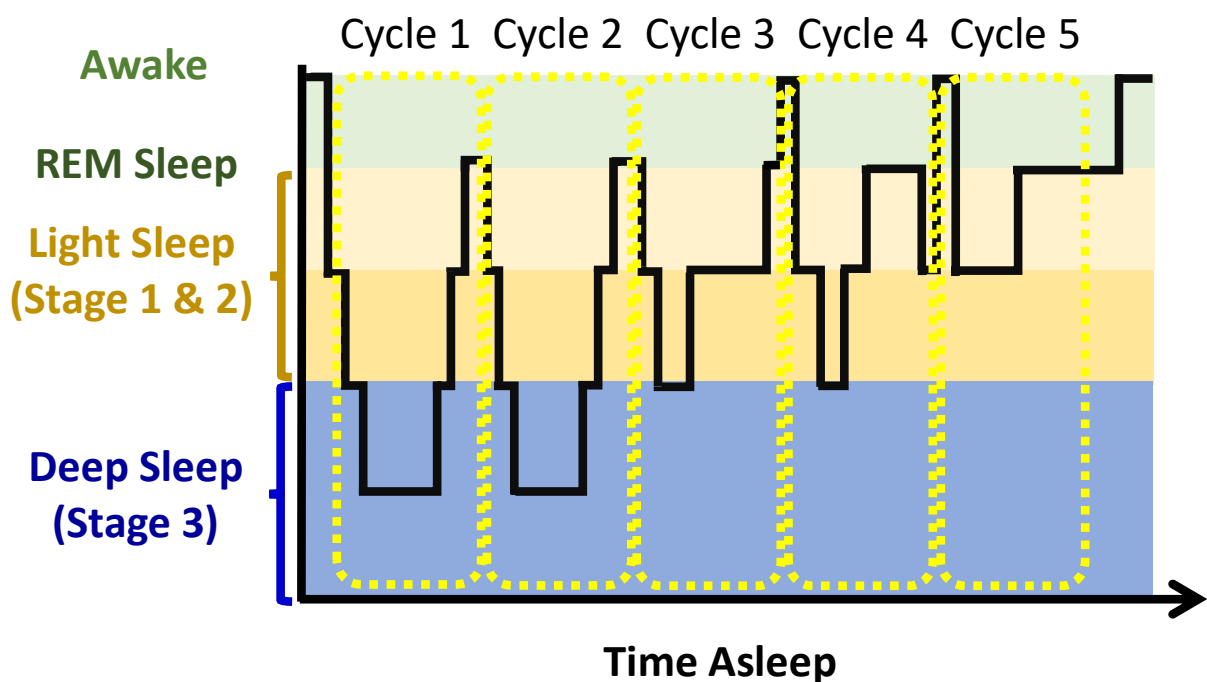 Cycle 1 Cycle 2 Cycle 3 Cycle 4 Cycle 5
Awake
REM Sleep
Light Sleep
(Stage 1 & 2)
Deep Sleep
(Stage 3)
Time Asleep